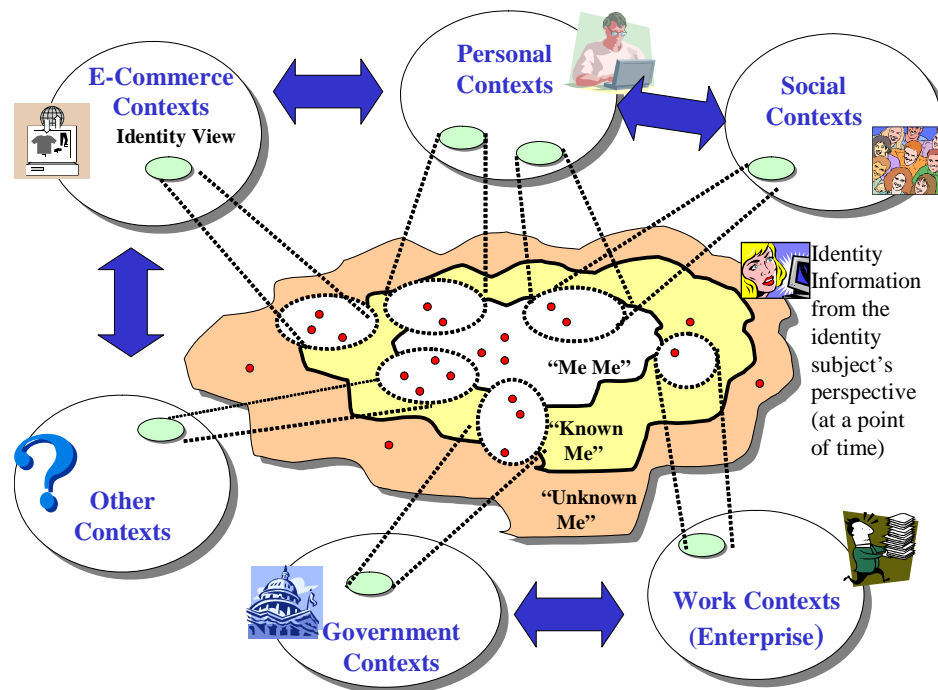 E-Commerce
Contexts
Identity View
Personal
Contexts
Social
Contexts
Identity
Information
from the
identity
subject's
perspective
(at a point
of time)
"Me Me"
"Known
Me"
"Unknown
Me"
Other
Contexts
Government
Contexts
Work Contexts
(Enterprise)